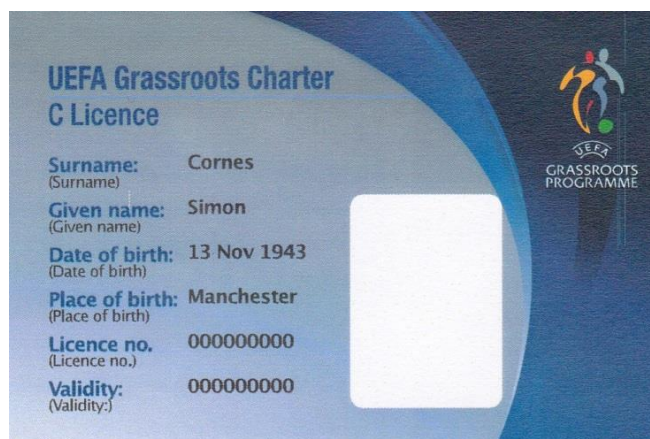 UEFA Grassroots Charter
C Licence
Surname: Cornes
(Surname)
Given name: Simon
(Given name)
Date of birth: 13 Nov 1943
(Date of birth)
Place of birth: Manchester
(Place of birth)
Licence no. 000000000
(Licence no.)
Validity: 000000000
(Validity:)
UEFA
GRASSROOTS
PROGRAMME